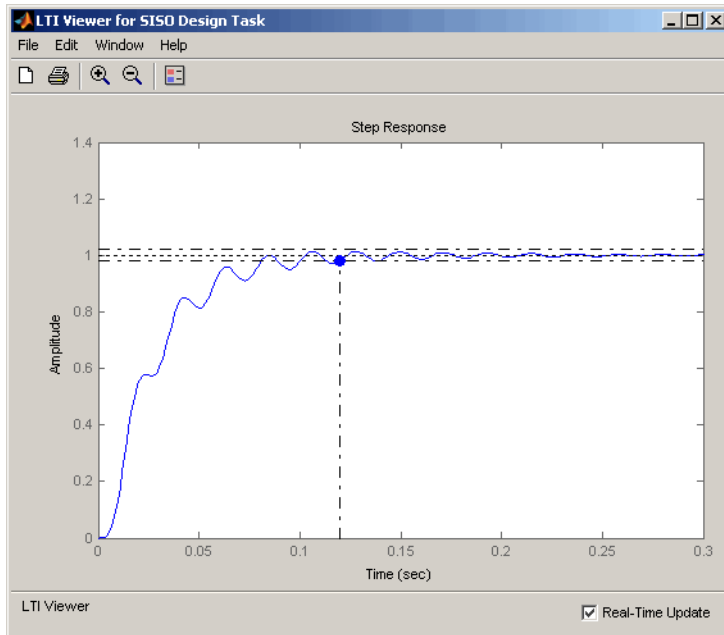 LTI Viewer for SISO Design Task
File Edit Window Help
Step Response
1.4
1.2
1
0.8
0.6
0.4
0.2
0
Amplitude
0 0.05 0.1 0.15 0.2 0.25 0.3
Time (sec)
LTI Viewer
Real-Time Update